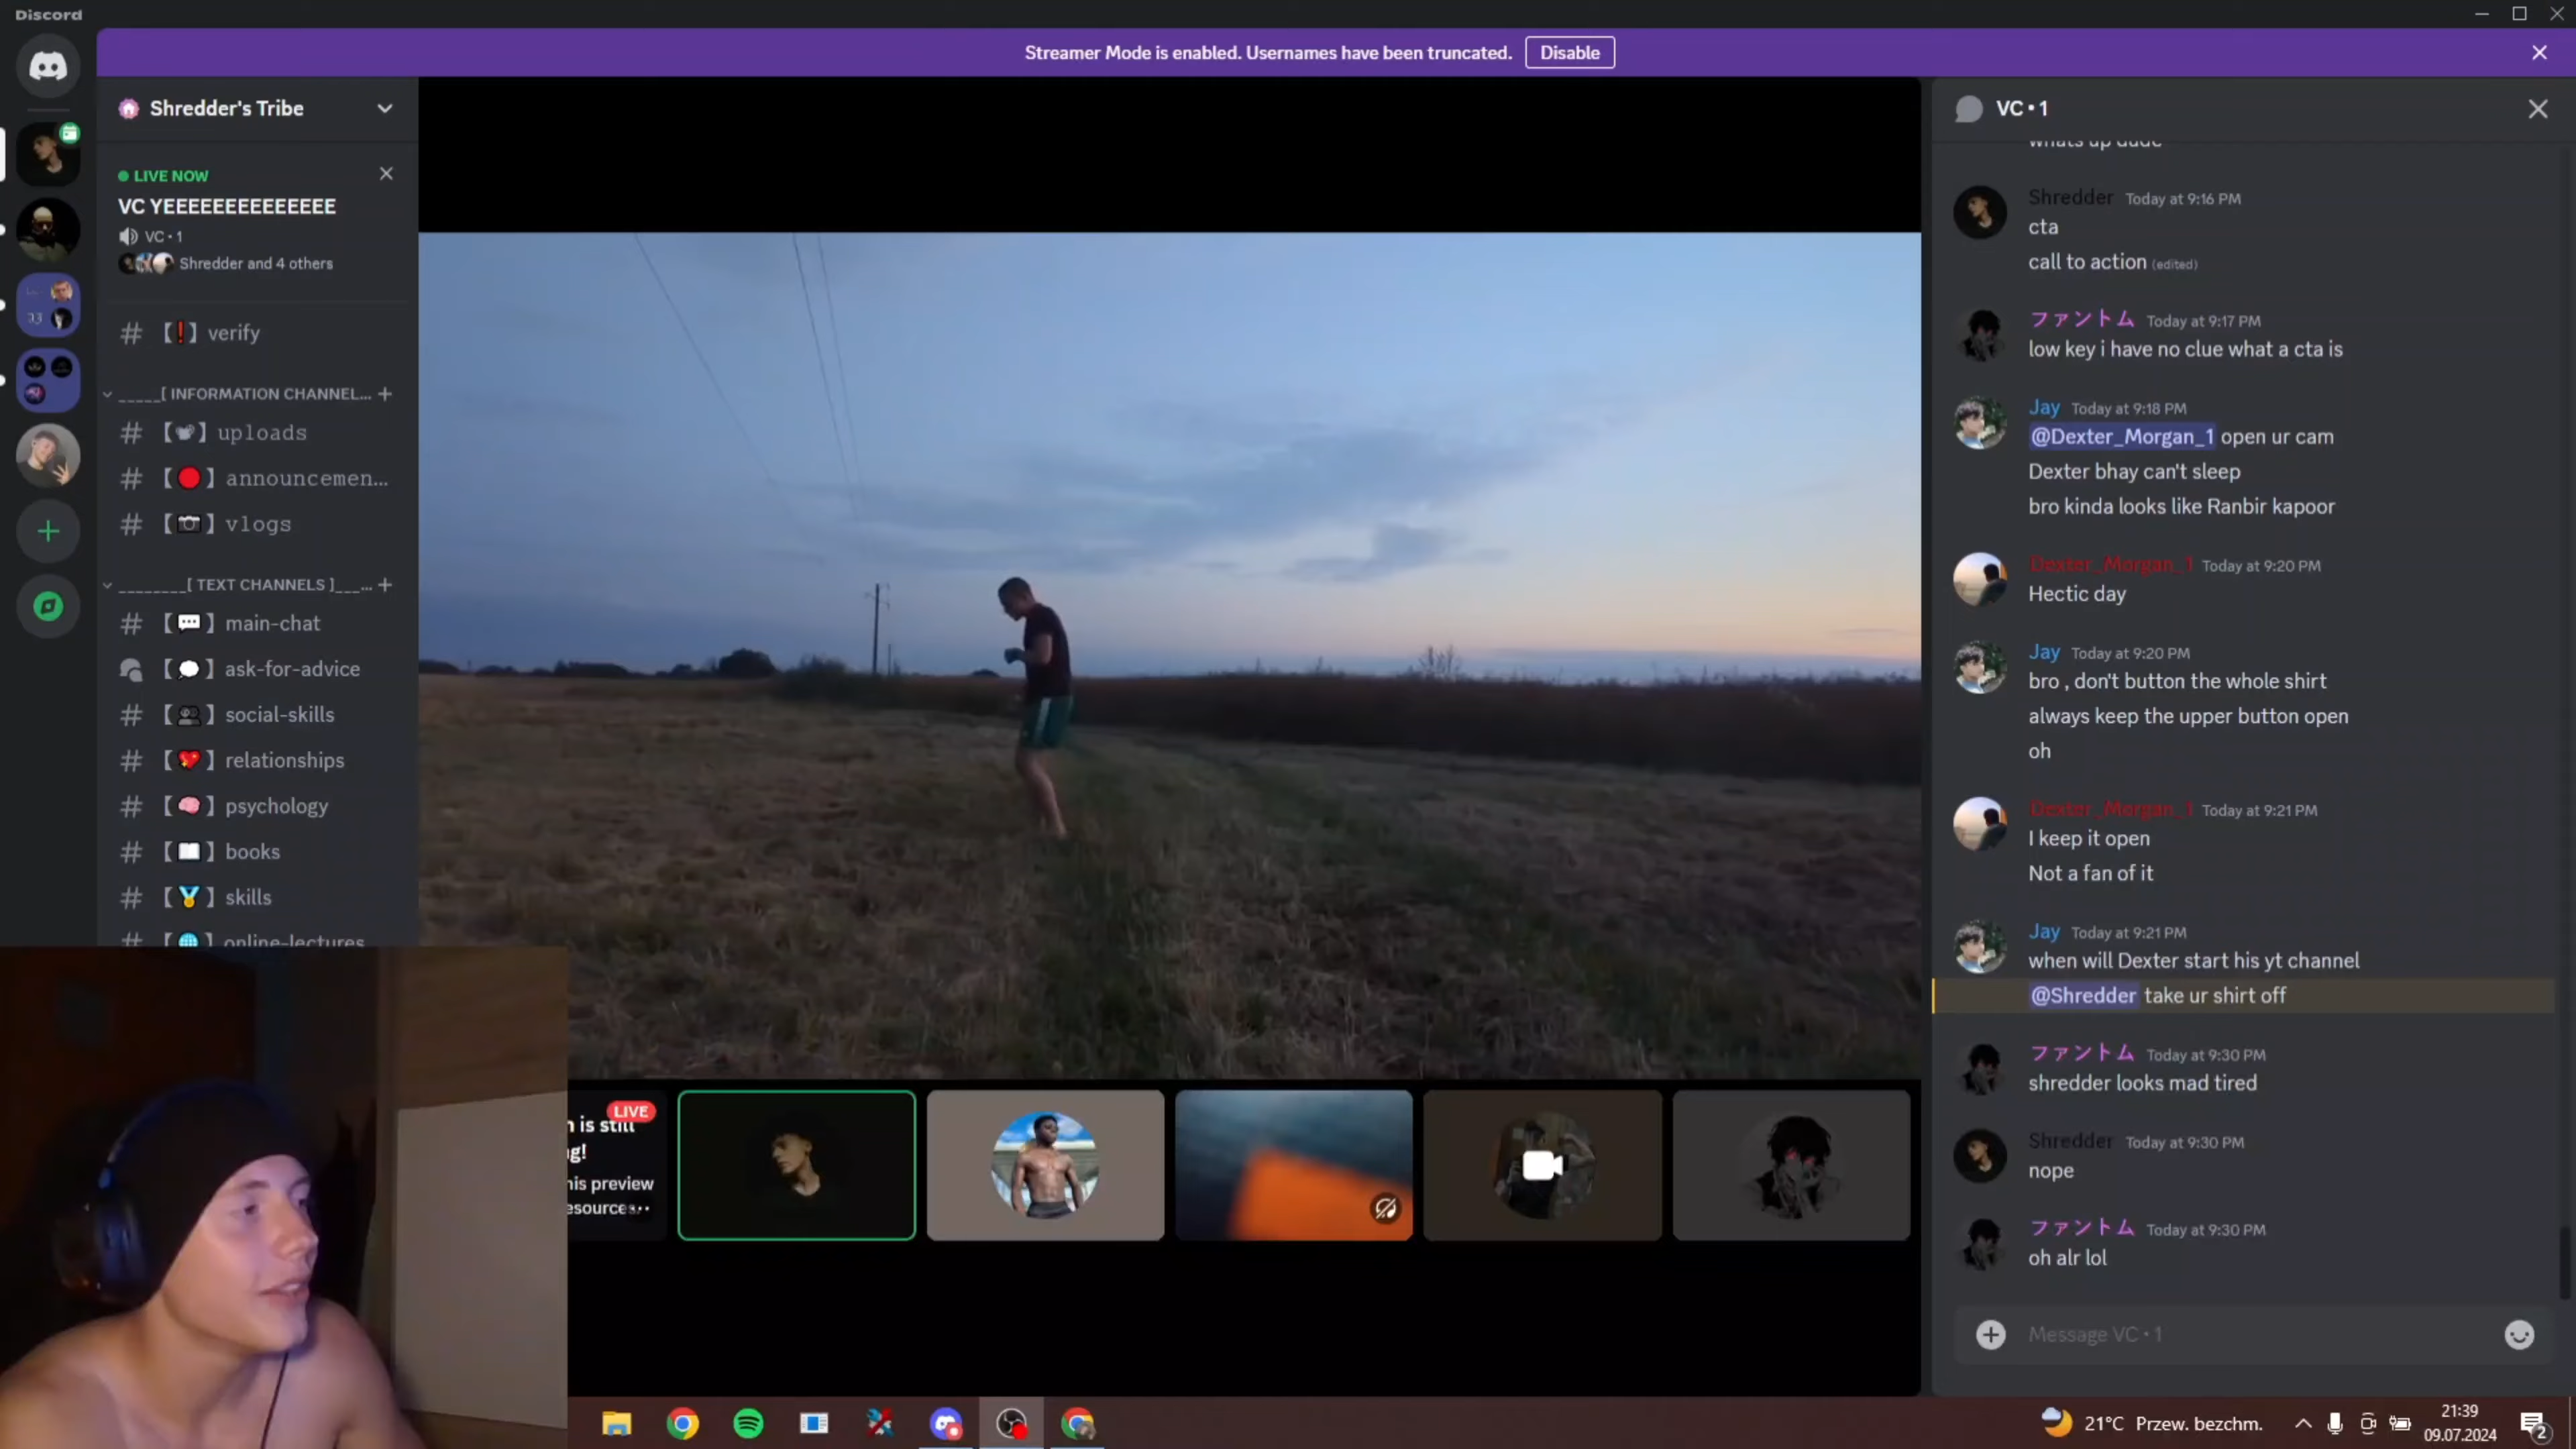 Discord
Streamer Mode is enabled. Usernames have been truncated.
Disable
Shredder's Tribe
LIVE NOW
VC YEEEEEEEEEEEEEE
VC • 1
Shredder and 4 others
# 【❗】 verify
_____[ INFORMATION CHANNEL...
# 【】 uploads
# 【🔴】 announcemen...
# 【📷】 vlogs
________[ TEXT CHANNELS ]___...
# 【💬】 main-chat
【💭】 ask-for-advice
# 【👥】 social-skills
# 【💖】 relationships
# 【🧠】 psychology
# 【📖】 books
# 【🏅】 skills
# 【🌐】 online-lectures
LIVE
is still
his preview
VC • 1
whats up dude
Shredder Today at 9:16 PM
cta
call to action (edited)
ファントム Today at 9:17 PM
low key i have no clue what a cta is
Jay Today at 9:18 PM
@Dexter_Morgan_1 open ur cam
Dexter bhay can't sleep
bro kinda looks like Ranbir kapoor
Dexter_Morgan_1 Today at 9:20 PM
Hectic day
Jay Today at 9:20 PM
bro , don't button the whole shirt
always keep the upper button open
oh
Dexter_Morgan_1 Today at 9:21 PM
I keep it open
Not a fan of it
Jay Today at 9:21 PM
when will Dexter start his yt channel
@Shredder take ur shirt off
ファントム Today at 9:30 PM
shredder looks mad tired
Shredder Today at 9:30 PM
nope
ファントム Today at 9:30 PM
oh alr lol
Message VC • 1
21°C Przew. bezchm.
21:39
09.07.2024
2